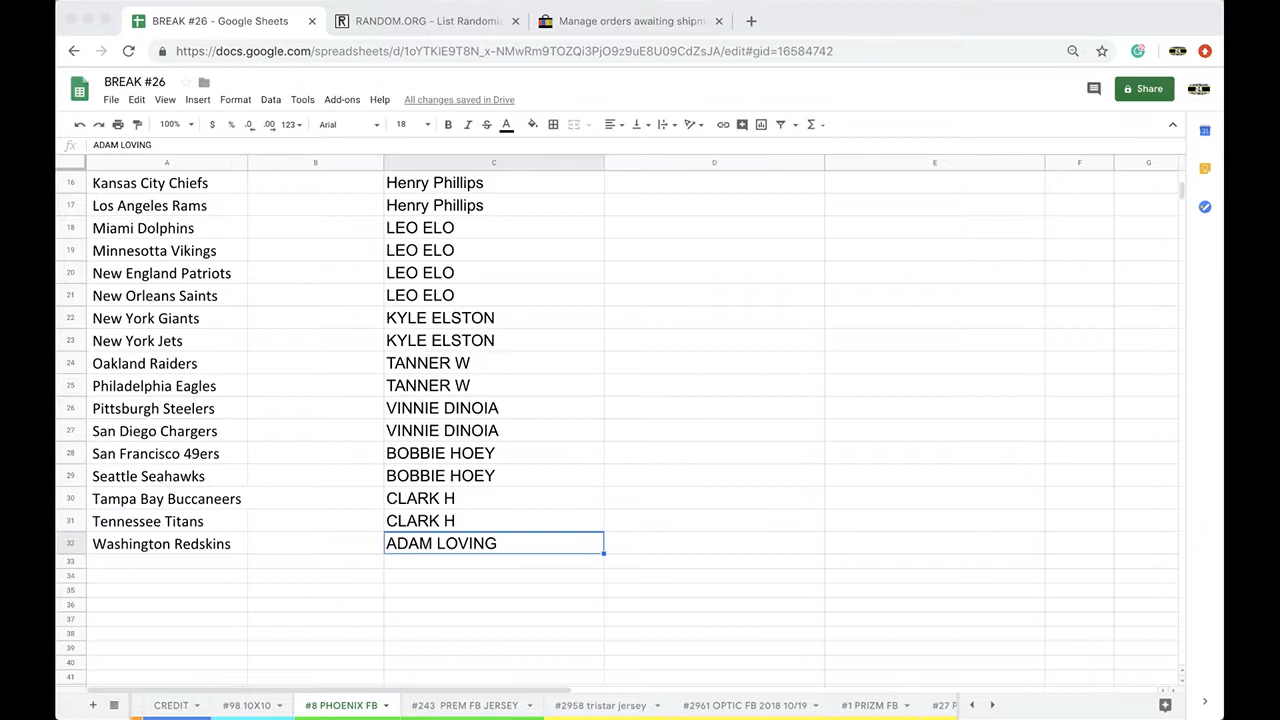 BREAK #26 - Google Sheets
RANDOM.ORG - List Randomiz
Manage orders awaiting shipm
https://docs.google.com/spreadsheets/d/1oYTKIE9T8N_x-NMwRm9TOZQi3PjO9z9uE8U09CdZsJA/edit#gid=16584742
BREAK #26
File Edit View Insert Format Data Tools Add-ons Help All changes saved in Drive
Share
100% $ % .0 .00 123 Arial 18 B I S A
fx ADAM LOVING
A B C D E F G
16 Kansas City Chiefs Henry Phillips
17 Los Angeles Rams Henry Phillips
18 Miami Dolphins LEO ELO
19 Minnesotta Vikings LEO ELO
20 New England Patriots LEO ELO
21 New Orleans Saints LEO ELO
22 New York Giants KYLE ELSTON
23 New York Jets KYLE ELSTON
24 Oakland Raiders TANNER W
25 Philadelphia Eagles TANNER W
26 Pittsburgh Steelers VINNIE DINOIA
27 San Diego Chargers VINNIE DINOIA
28 San Francisco 49ers BOBBIE HOEY
29 Seattle Seahawks BOBBIE HOEY
30 Tampa Bay Buccaneers CLARK H
31 Tennessee Titans CLARK H
32 Washington Redskins ADAM LOVING
33
34
35
36
37
38
39
40
41
CREDIT #98 10X10 #8 PHOENIX FB #243 PREM FB JERSEY #2958 tristar jersey #2961 OPTIC FB 2018 10/19 #1 PRIZM FB #27 P